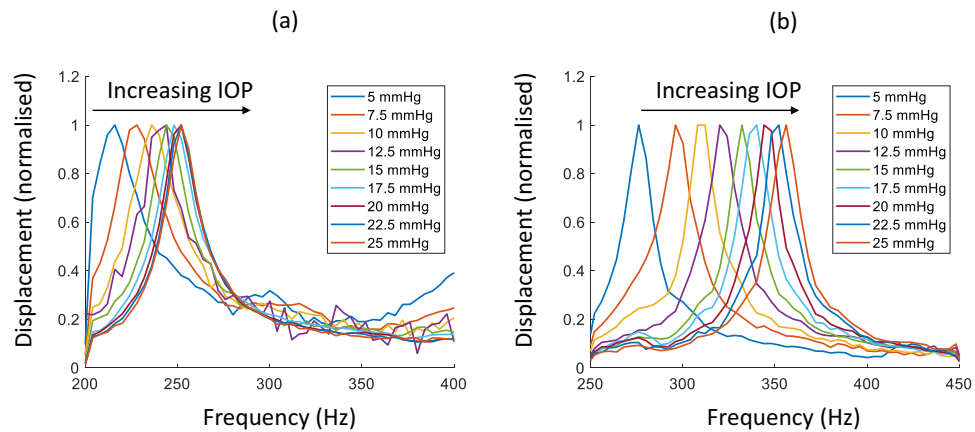 (a)
Displacement (normalised)
1.2
1
0.8
0.6
0.4
0.2
0
Increasing IOP
5 mmHg
7.5 mmHg
10 mmHg
12.5 mmHg
15 mmHg
17.5 mmHg
20 mmHg
22.5 mmHg
25 mmHg
200 250 300 350 400
Frequency (Hz)
(b)
Displacement (normalised)
1.2
1
0.8
0.6
0.4
0.2
0
Increasing IOP
5 mmHg
7.5 mmHg
10 mmHg
12.5 mmHg
15 mmHg
17.5 mmHg
20 mmHg
22.5 mmHg
25 mmHg
250 300 350 400 450
Frequency (Hz)